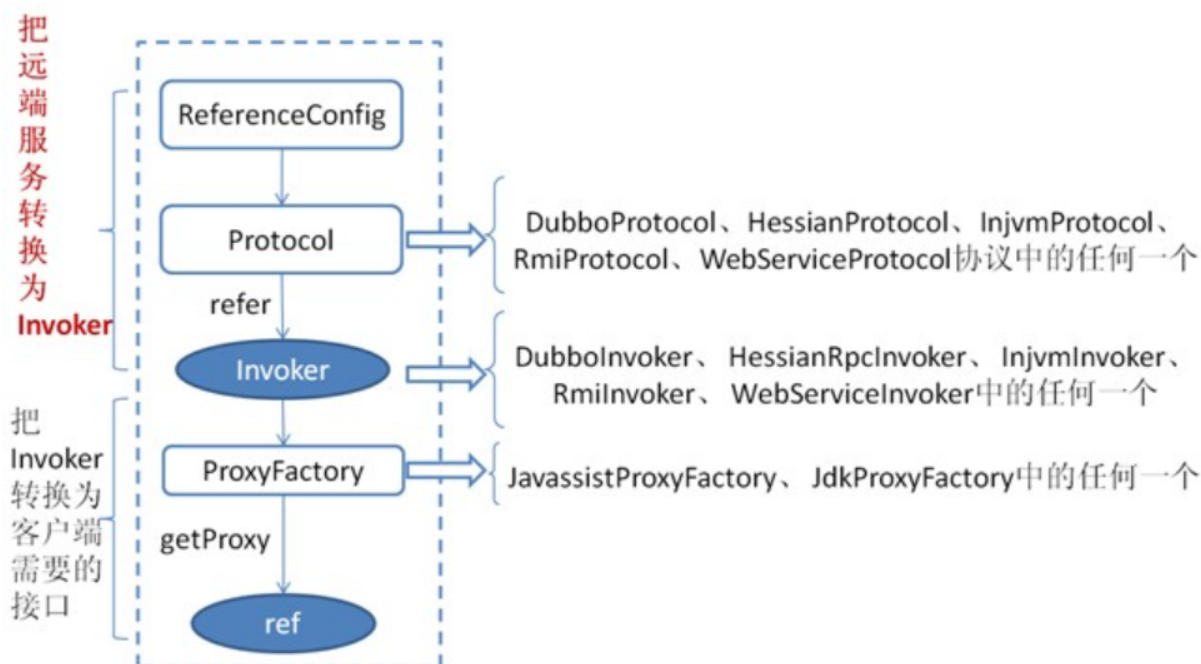 把
远
端
服
务
转
换
为
Invoker
ReferenceConfig
Protocol
DubboProtocol、HessianProtocol、InjvmProtocol、
RmiProtocol、WebServiceProtocol协议中的任何一个
refer
Invoker
DubboInvoker、 HessianRpcInvoker、 InjvmInvoker、
RmiInvoker、 WebServiceInvoker中的任何一个
把
Invoker
转换为
客户端
需要的
接口
ProxyFactory
JavassistProxyFactory、 JdkProxyFactory中的任何一个
getProxy
ref